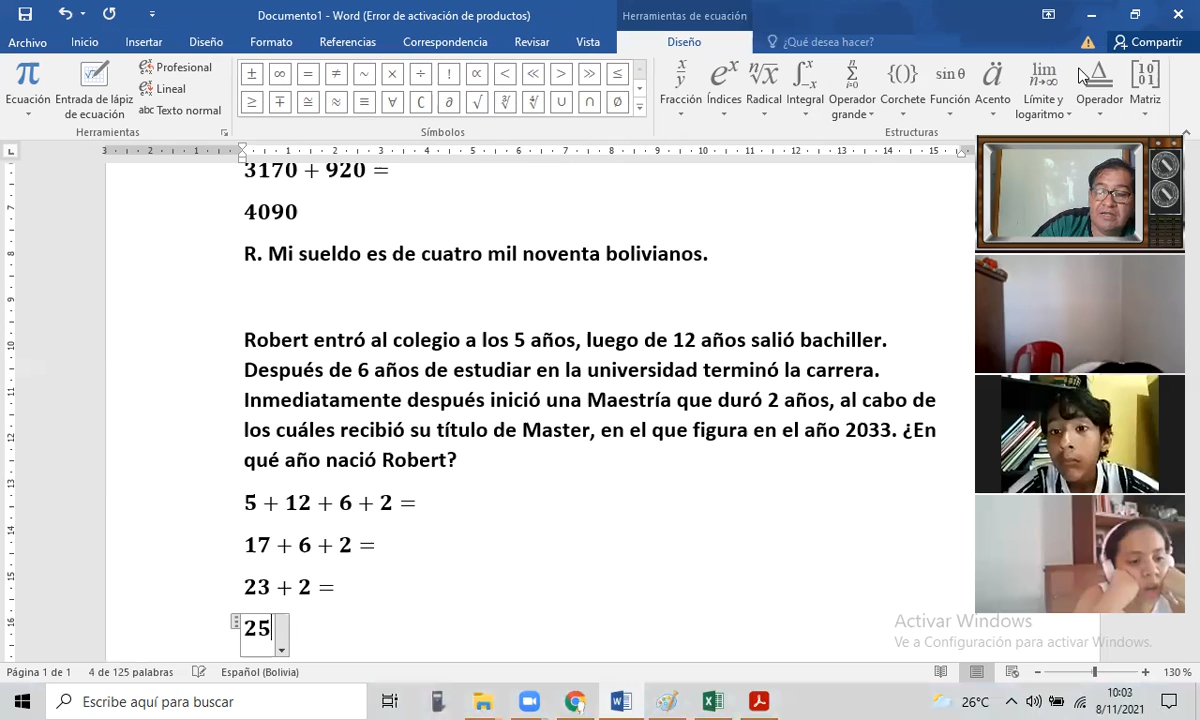 Documento1 - Word (Error de activación de productos)
Herramientas de ecuación
Archivo Inicio Insertar Diseño Formato Referencias Correspondencia Revisar Vista Diseño ¿Qué desea hacer? Compartir
Ecuación
Entrada de lápiz de ecuación
Profesional
Lineal
abc Texto normal
Herramientas
± ∞ = ≠ ~ × ÷ ! ∝ < ≪ > ≫ ≤
≥ ∓ ≅ ≈ ≡ ∀ ∁ ∂ √ ∛ ∜ ∪ ∩ ∅
Símbolos
Fracción Índices Radical Integral Operador grande Corchete Función Acento Límite y logaritmo Operador Matriz
Estructuras
3170 + 920 =
4090
R. Mi sueldo es de cuatro mil noventa bolivianos.
Robert entró al colegio a los 5 años, luego de 12 años salió bachiller.
Después de 6 años de estudiar en la universidad terminó la carrera.
Inmediatamente después inició una Maestría que duró 2 años, al cabo de
los cuáles recibió su título de Master, en el que figura en el año 2033. ¿En
qué año nació Robert?
5 + 12 + 6 + 2 =
17 + 6 + 2 =
23 + 2 =
25
Activar Windows
Ve a Configuración para activar Windows.
Página 1 de 1 4 de 125 palabras Español (Bolivia) 130 %
Escribe aquí para buscar
26°C
10:03
8/11/2021